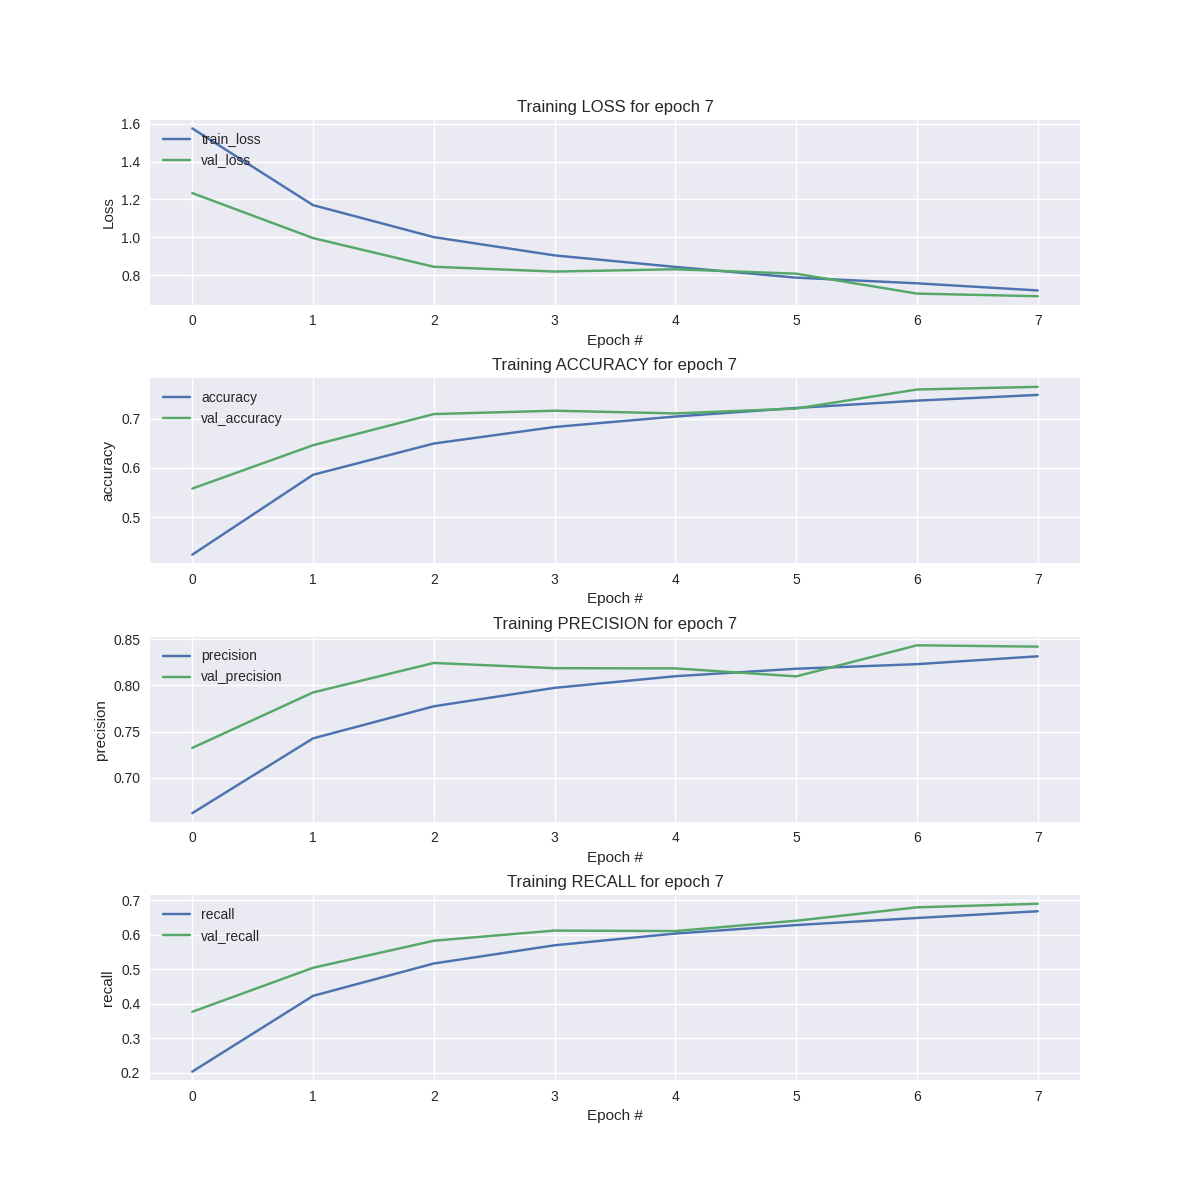 Training LOSS for epoch 7
1.6
1.4
1.2
1.0
0.8
Loss
train_loss
val_loss
0 1 2 3 4 5 6 7
Epoch #
Training ACCURACY for epoch 7
0.7
0.6
0.5
accuracy
accuracy
val_accuracy
0 1 2 3 4 5 6 7
Epoch #
Training PRECISION for epoch 7
0.85
0.80
0.75
0.70
precision
precision
val_precision
0 1 2 3 4 5 6 7
Epoch #
Training RECALL for epoch 7
0.7
0.6
0.5
0.4
0.3
0.2
recall
recall
val_recall
0 1 2 3 4 5 6 7
Epoch #